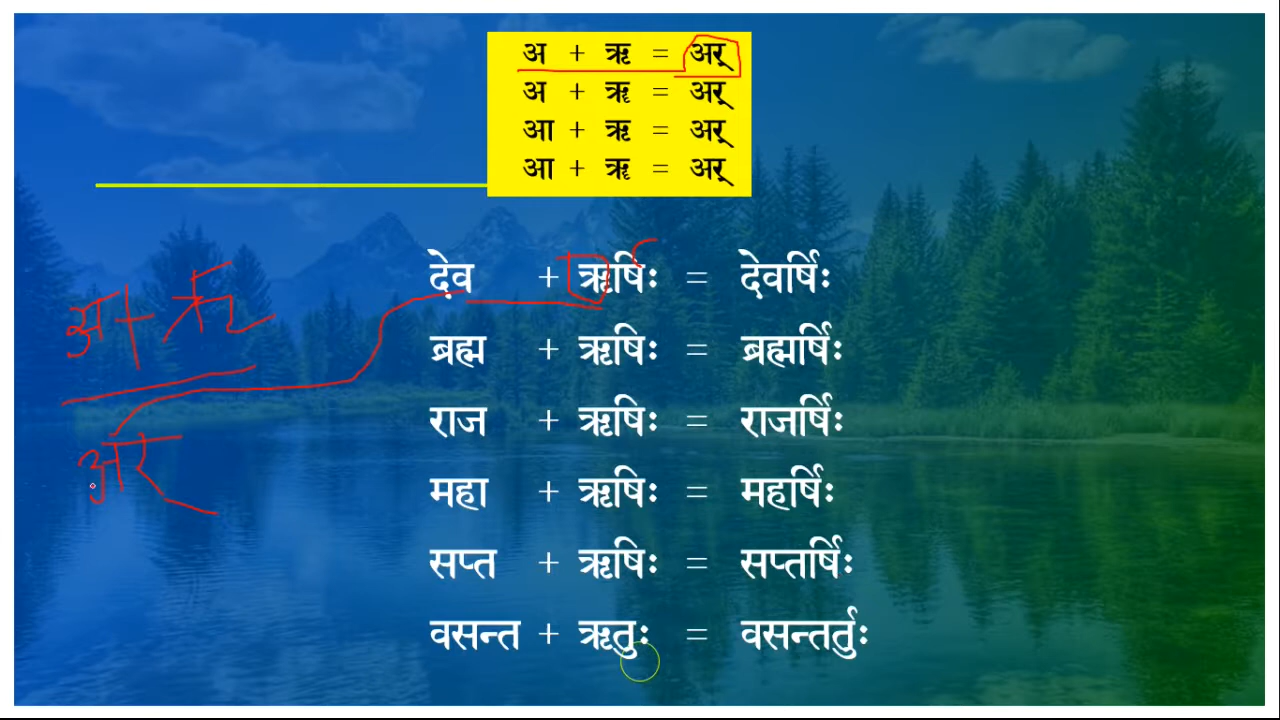 अ + ऋ = अर्
अ + ॠ = अर्
आ + ऋ = अर्
आ + ॠ = अर्
देव + ऋषिः = देवर्षिः
ब्रह्म + ऋषिः = ब्रह्मर्षिः
राज + ऋषिः = राजर्षिः
महा + ऋषिः = महर्षिः
सप्त + ऋषिः = सप्तर्षिः
वसन्त + ऋतुः = वसन्तर्तुः
अ + ऋ
अर्